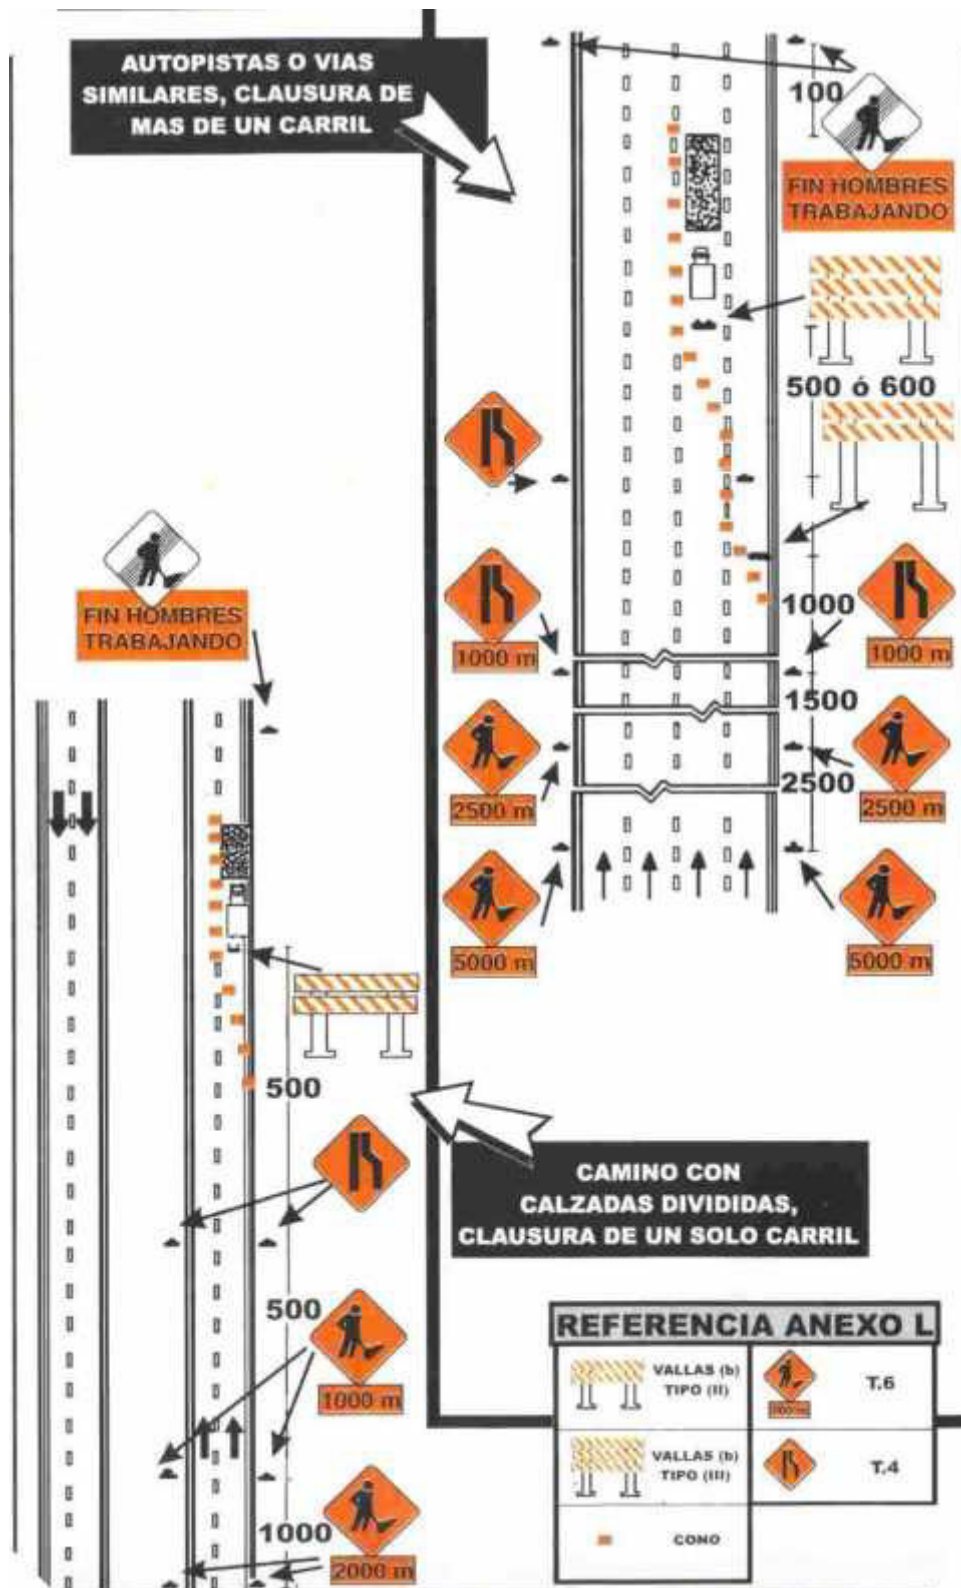 AUTOPISTAS O VIAS
SIMILARES, CLAUSURA DE
MAS DE UN CARRIL
100
FIN HOMBRES
TRABAJANDO
500 ó 600
1000
1000 m
1000 m
1500
2500 m
2500 m
2500
5000 m
5000 m
FIN HOMBRES
TRABAJANDO
500
500
1000 m
1000
2000 m
CAMINO CON
CALZADAS DIVIDIDAS,
CLAUSURA DE UN SOLO CARRIL
REFERENCIA ANEXO L
VALLAS (b)
TIPO (II)
T.6
VALLAS (b)
TIPO (III)
T.4
CONO